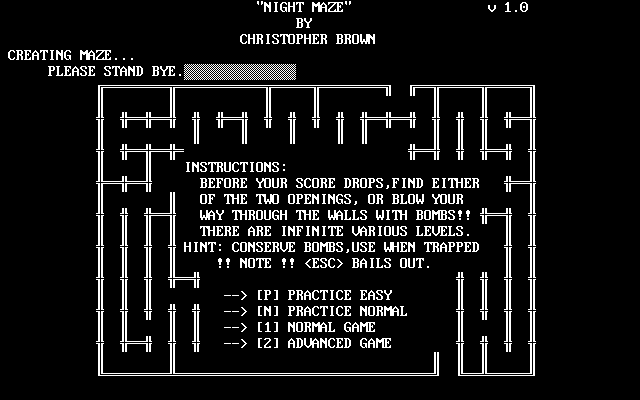 "NIGHT MAZE" v 1.0
BY
CHRISTOPHER BROWN
CREATING MAZE...
PLEASE STAND BYE.
INSTRUCTIONS:
BEFORE YOUR SCORE DROPS,FIND EITHER
OF THE TWO OPENINGS, OR BLOW YOUR
WAY THROUGH THE WALLS WITH BOMBS!!
THERE ARE INFINITE VARIOUS LEVELS.
HINT: CONSERVE BOMBS,USE WHEN TRAPPED
!! NOTE !! <ESC> BAILS OUT.
--> [P] PRACTICE EASY
--> [N] PRACTICE NORMAL
--> [1] NORMAL GAME
--> [2] ADVANCED GAME